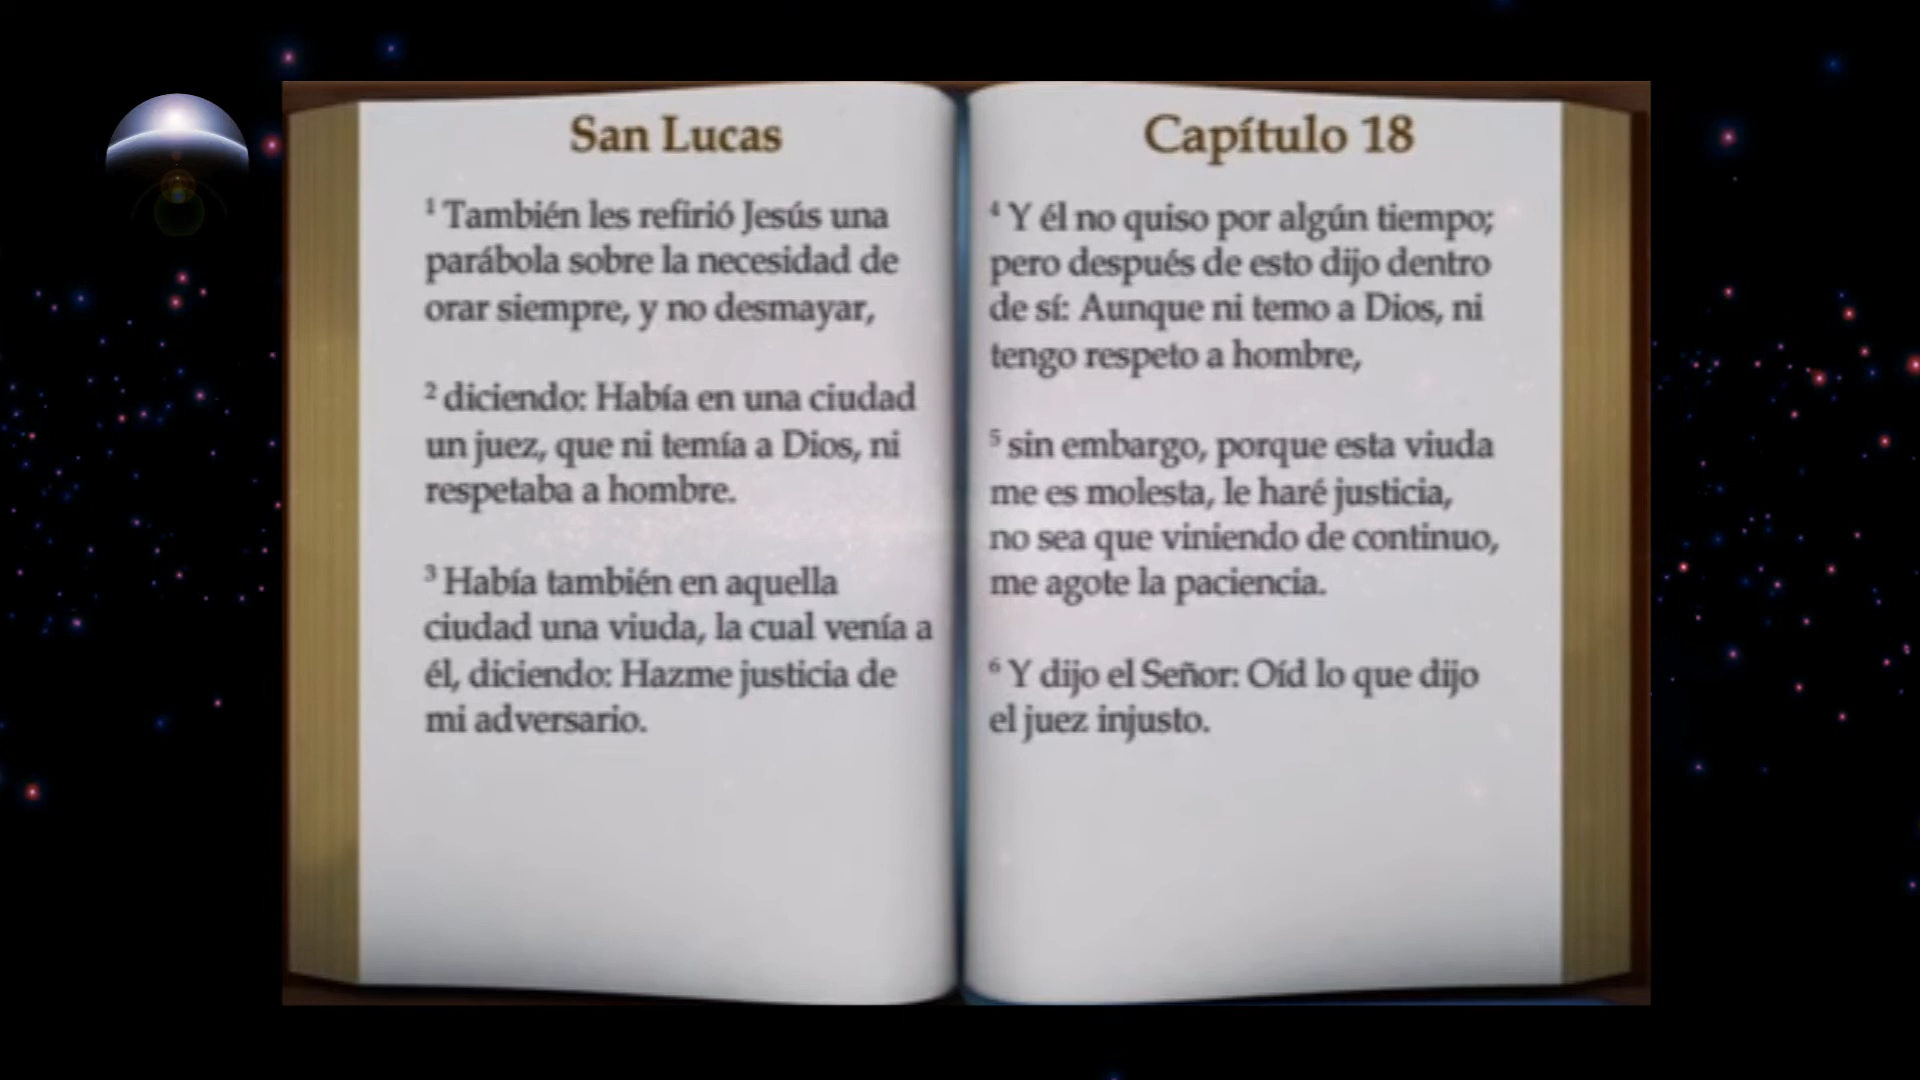 San Lucas
1 También les refirió Jesús una
parábola sobre la necesidad de
orar siempre, y no desmayar,
2 diciendo: Había en una ciudad
un juez, que ni temía a Dios, ni
respetaba a hombre.
3 Había también en aquella
ciudad una viuda, la cual venía a
él, diciendo: Hazme justicia de
mi adversario.
Capítulo 18
4 Y él no quiso por algún tiempo;
pero después de esto dijo dentro
de sí: Aunque ni temo a Dios, ni
tengo respeto a hombre,
5 sin embargo, porque esta viuda
me es molesta, le haré justicia,
no sea que viniendo de continuo,
me agote la paciencia.
6 Y dijo el Señor: Oíd lo que dijo
el juez injusto.